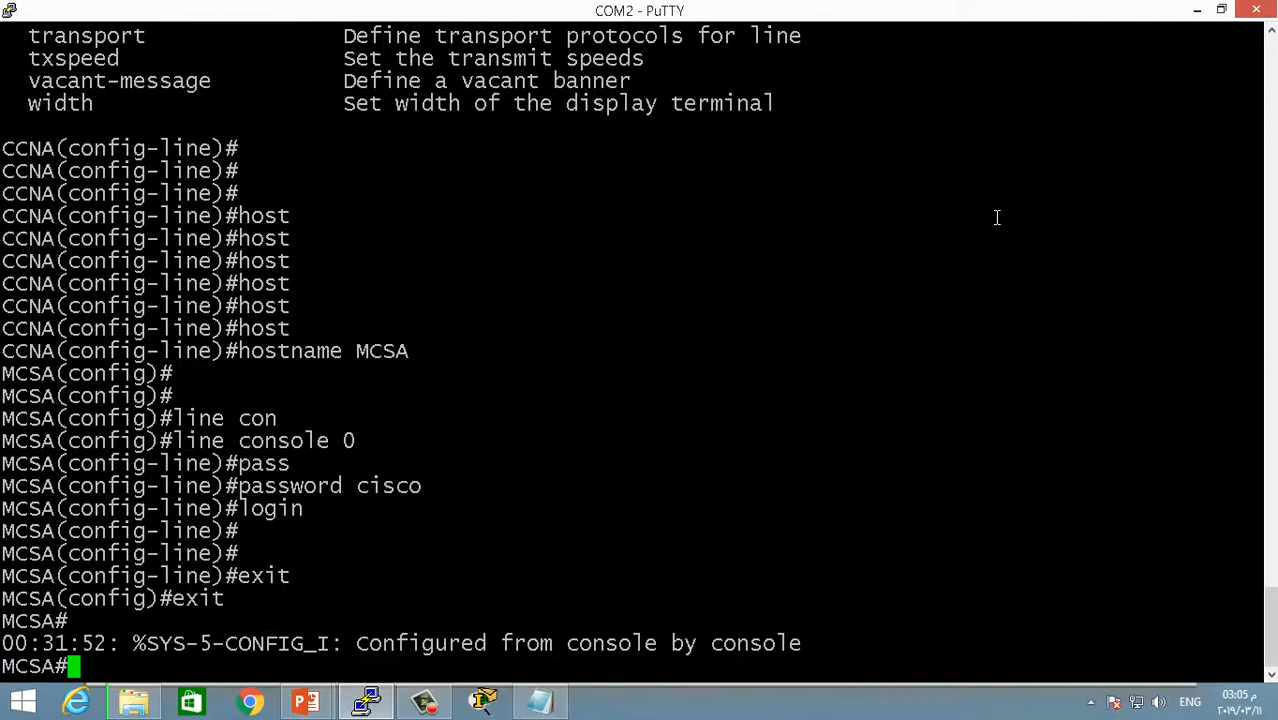 COM2 - PuTTY
transport Define transport protocols for line
txspeed Set the transmit speeds
vacant-message Define a vacant banner
width Set width of the display terminal
CCNA(config-line)#
CCNA(config-line)#
CCNA(config-line)#
CCNA(config-line)#host
CCNA(config-line)#host
CCNA(config-line)#host
CCNA(config-line)#host
CCNA(config-line)#host
CCNA(config-line)#host
CCNA(config-line)#hostname MCSA
MCSA(config)#
MCSA(config)#
MCSA(config)#line con
MCSA(config)#line console 0
MCSA(config-line)#pass
MCSA(config-line)#password cisco
MCSA(config-line)#login
MCSA(config-line)#
MCSA(config-line)#
MCSA(config-line)#exit
MCSA(config)#exit
MCSA#
00:31:52: %SYS-5-CONFIG_I: Configured from console by console
MCSA#
ENG
03:05 م
٢٠١٩/٠٣/١١